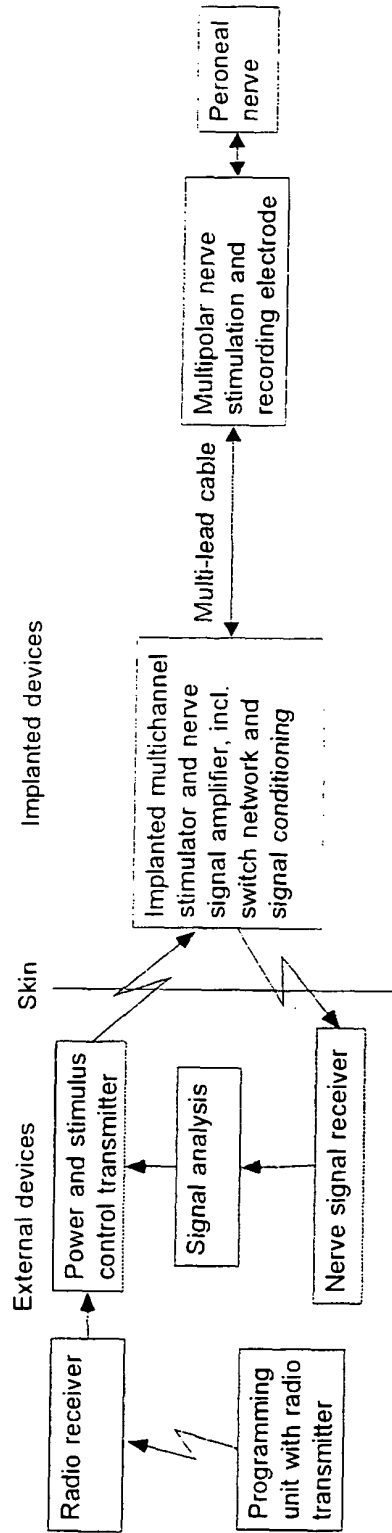 External devices
Skin
Implanted devices
Radio receiver
Programming
unit with radio
transmitter
Power and stimulus
control transmitter
Signal analysis
Nerve signal receiver
Implanted multichannel
stimulator and nerve
signal amplifier, incl.
switch network and
signal conditioning
Multi-lead cable
Multipolar nerve
stimulation and
recording electrode
Peroneal
nerve